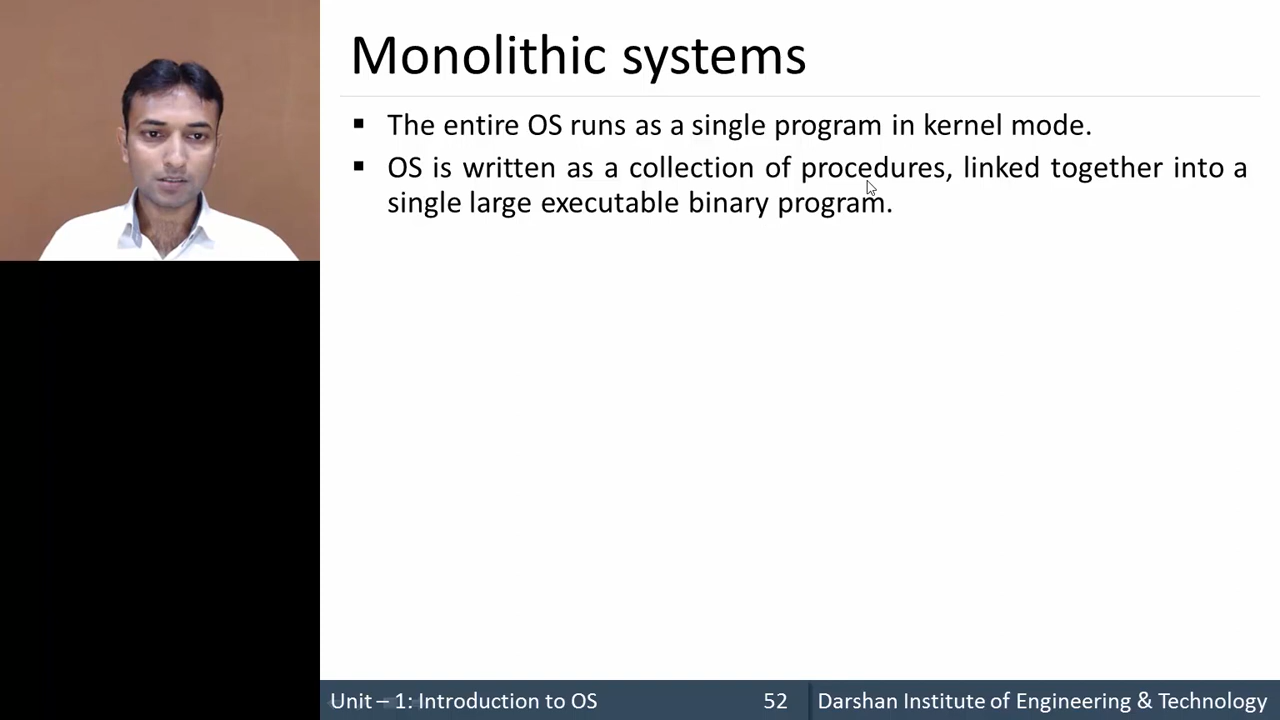 Monolithic systems
▪ The entire OS runs as a single program in kernel mode.
▪ OS is written as a collection of procedures, linked together into a
single large executable binary program.
Unit – 1: Introduction to OS 52 Darshan Institute of Engineering & Technology